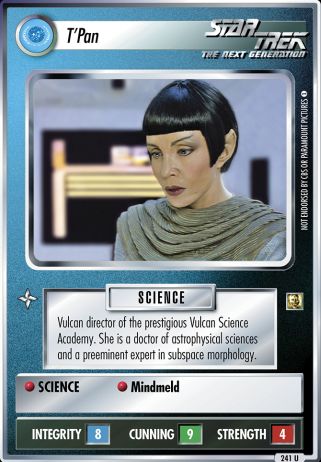 T'Pan
STAR TREK
THE NEXT GENERATION
NOT ENDORSED BY CBS OR PARAMOUNT PICTURES
SCIENCE
Vulcan director of the prestigious Vulcan Science
Academy. She is a doctor of astrophysical sciences
and a preeminent expert in subspace morphology.
SCIENCE Mindmeld
INTEGRITY 8 CUNNING 9 STRENGTH 4
241 U